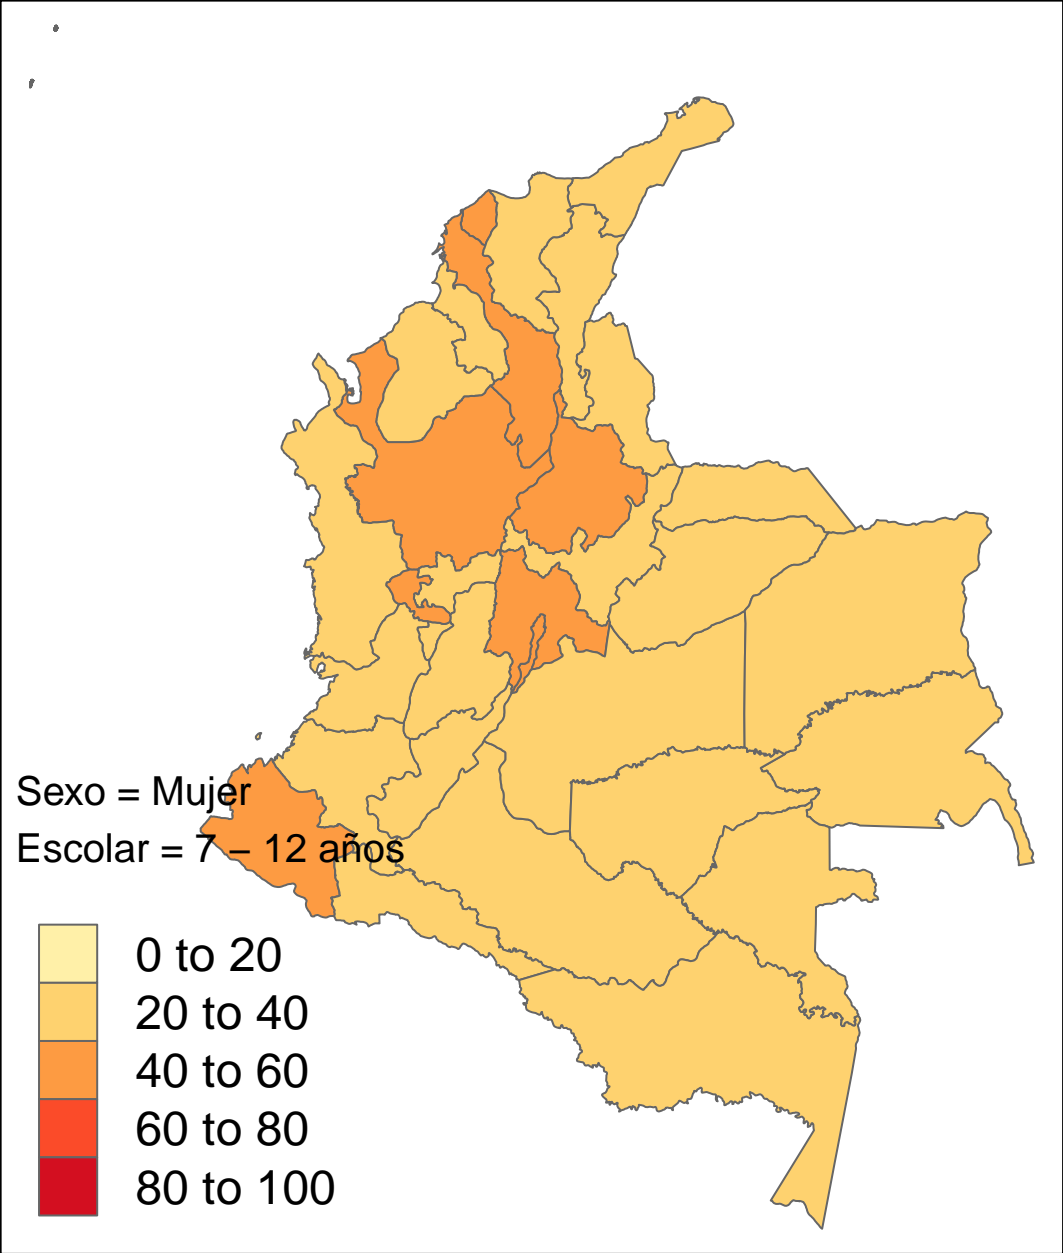 Sexo = Mujer
Escolar = 7 – 12 años
0 to 20
20 to 40
40 to 60
60 to 80
80 to 100